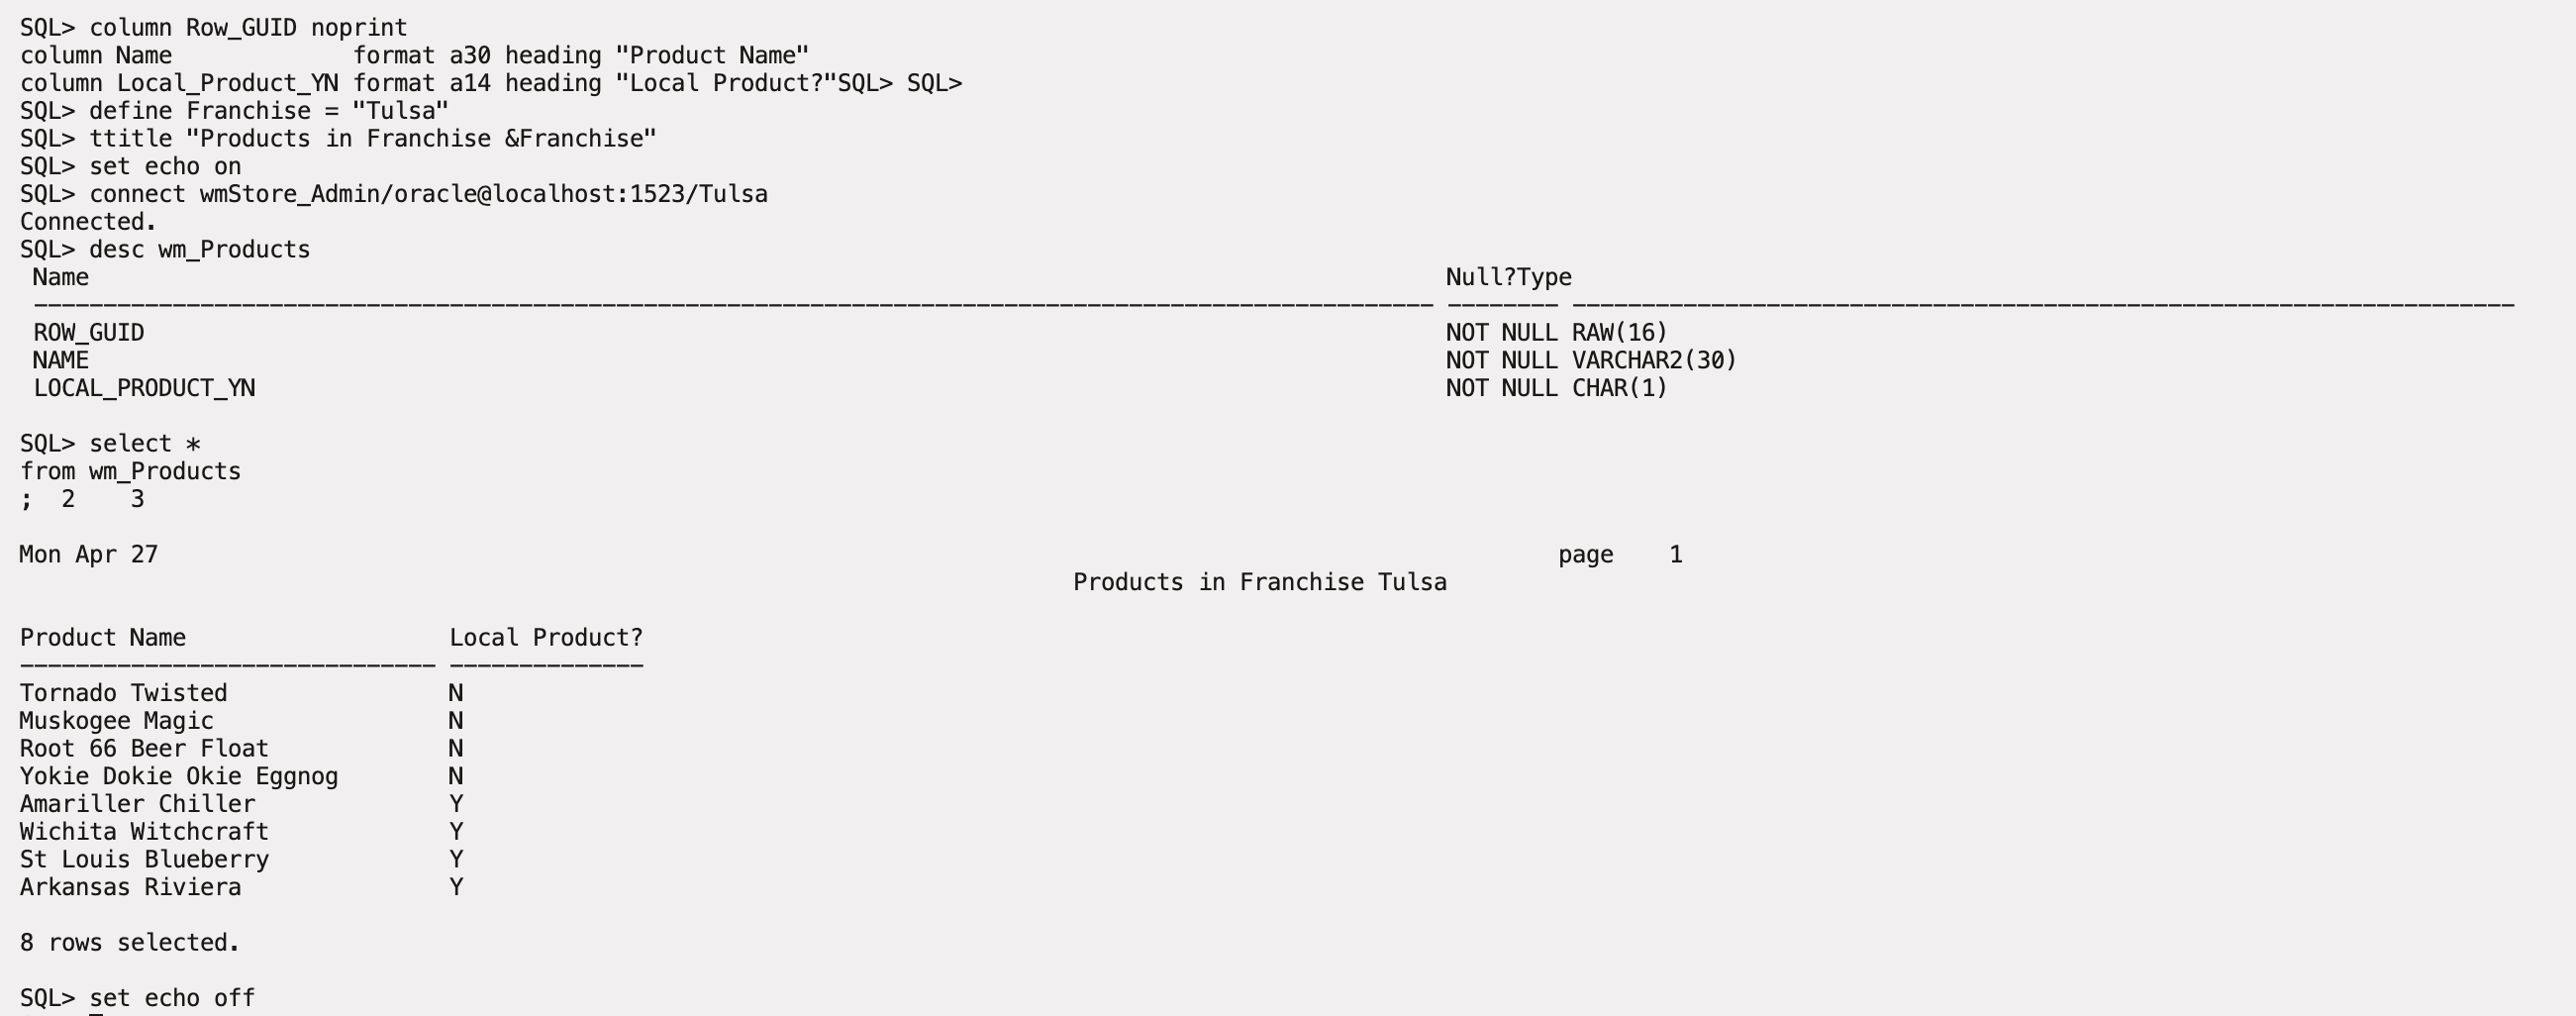 SQL> column Row_GUID noprint
column Name             format a30 heading "Product Name"
column Local_Product_YN format a14 heading "Local Product?"SQL> SQL>
SQL> define Franchise = "Tulsa"
SQL> ttitle "Products in Franchise &Franchise"
SQL> set echo on
SQL> connect wmStore_Admin/oracle@localhost:1523/Tulsa
Connected.
SQL> desc wm_Products
 Name                                                                                                  Null?Type
 ----------------------------------------------------------------------------------------------------- -------- --------------------------------------------------------------------
 ROW_GUID                                                                                              NOT NULL RAW(16)
 NAME                                                                                                  NOT NULL VARCHAR2(30)
 LOCAL_PRODUCT_YN                                                                                      NOT NULL CHAR(1)

SQL> select *
from wm_Products
;  2    3

Mon Apr 27                                                                                                     page    1
                                                                            Products in Franchise Tulsa

Product Name                   Local Product?
------------------------------ --------------
Tornado Twisted                N
Muskogee Magic                 N
Root 66 Beer Float             N
Yokie Dokie Okie Eggnog        N
Amariller Chiller              Y
Wichita Witchcraft             Y
St Louis Blueberry             Y
Arkansas Riviera               Y

8 rows selected.

SQL> set echo off